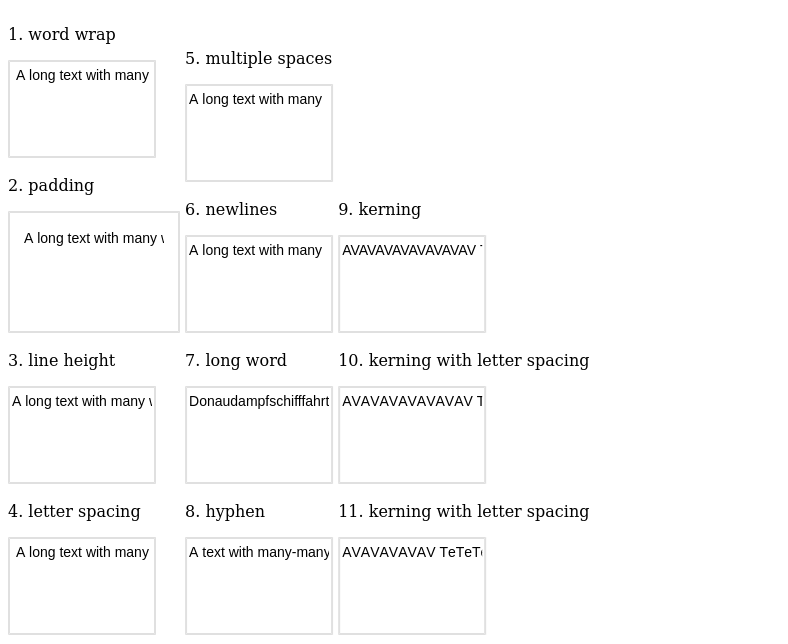 1. word wrap
A long text with many
2. padding
A long text with many
3. line height
A long text with many
4. letter spacing
A long text with many
5. multiple spaces
A long text with many
6. newlines
A long text with many
7. long word
Donaudampfschifffahrt
8. hyphen
A text with many-many
9. kerning
AVAVAVAVAVAVAVAV
10. kerning with letter spacing
AVAVAVAVAVAVAV T
11. kerning with letter spacing
AVAVAVAVAV TeTeTe